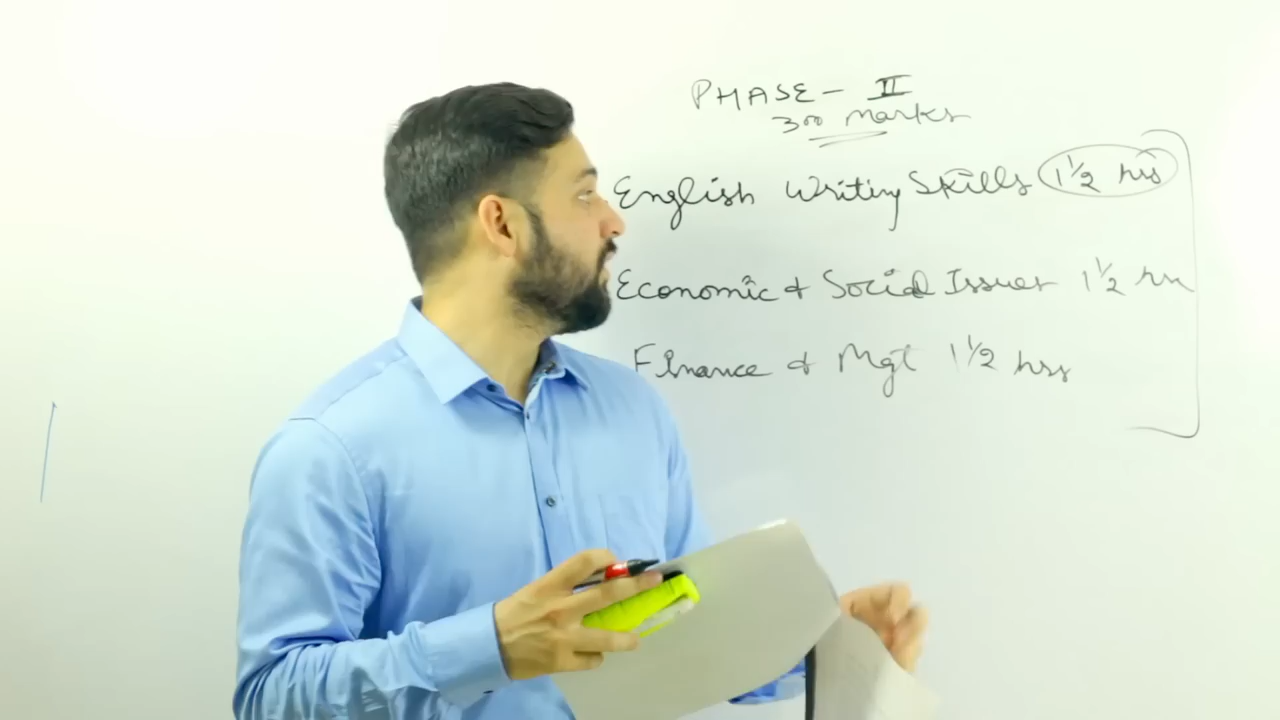 PHASE - II
300 marks
English Writing Skills 1½ hrs
Economic & Social Issues 1½ hrs
Finance & Mgt 1½ hrs